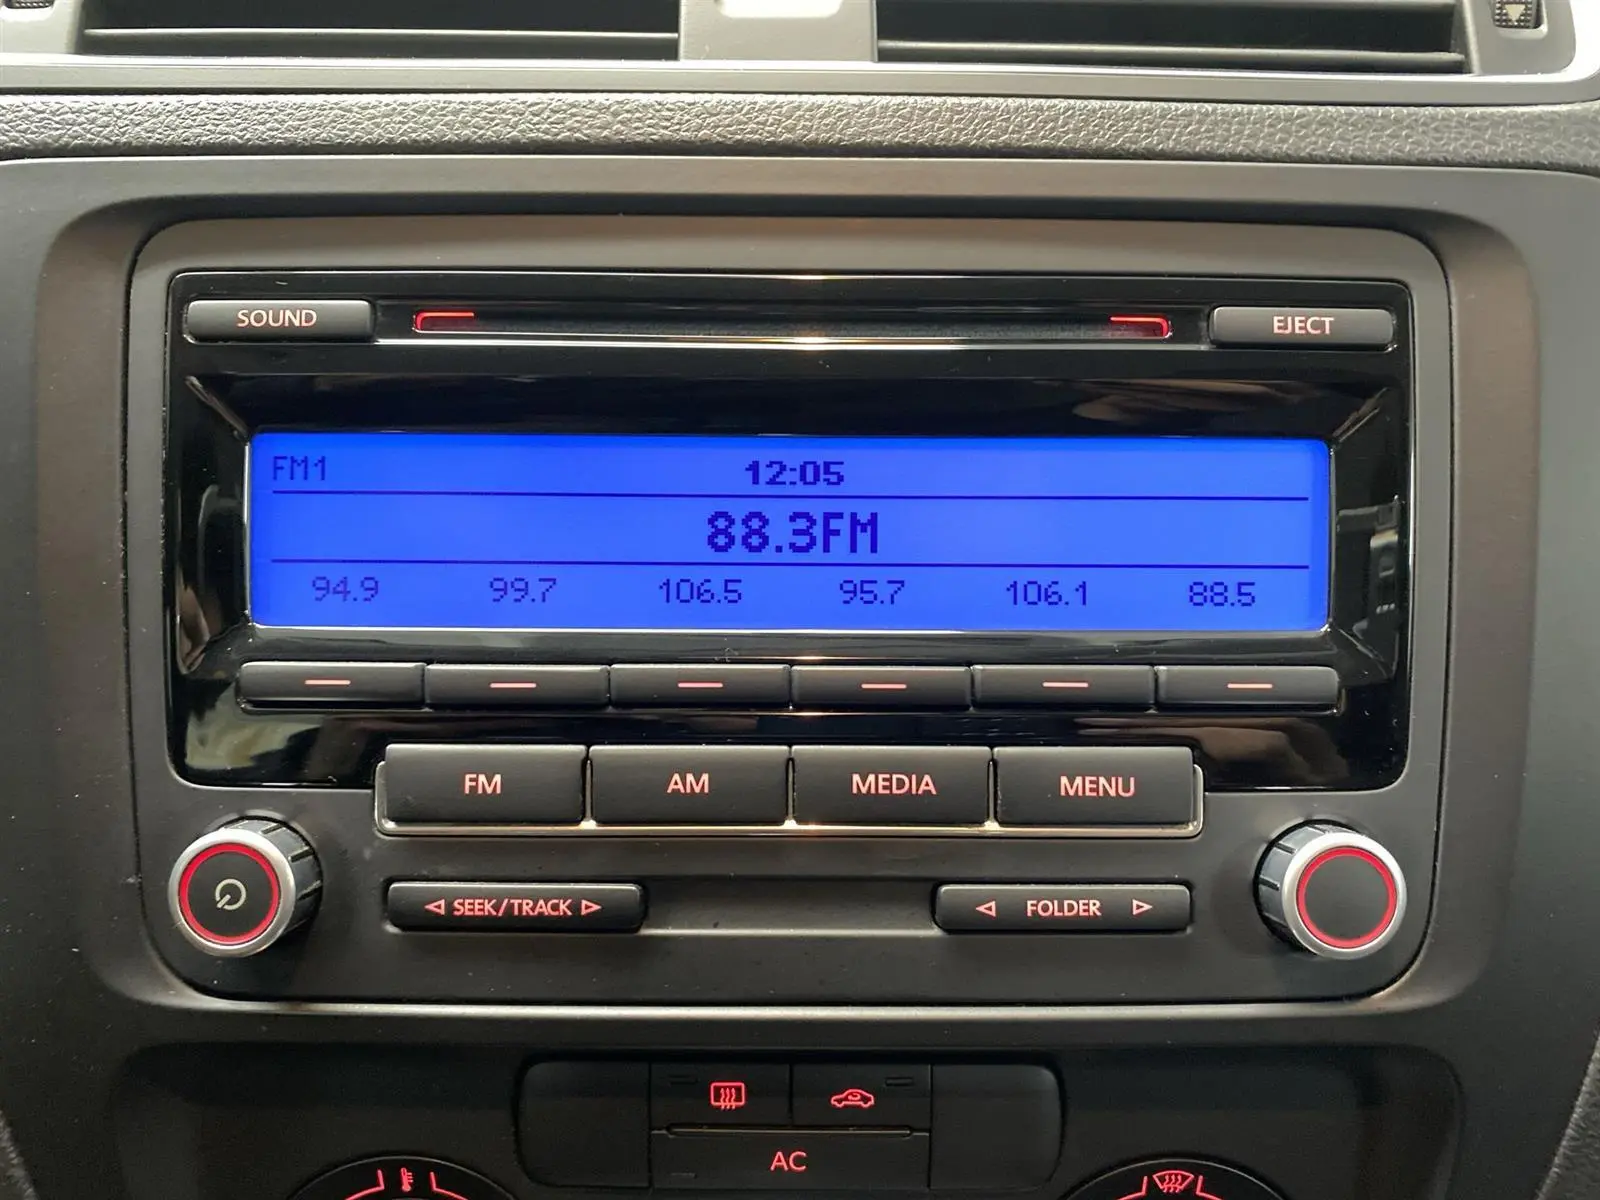 SOUND
EJECT
FM1 12:05
88.3FM
94.9 99.7 106.5 95.7 106.1 88.5
FM AM MEDIA MENU
SEEK/TRACK FOLDER
AC